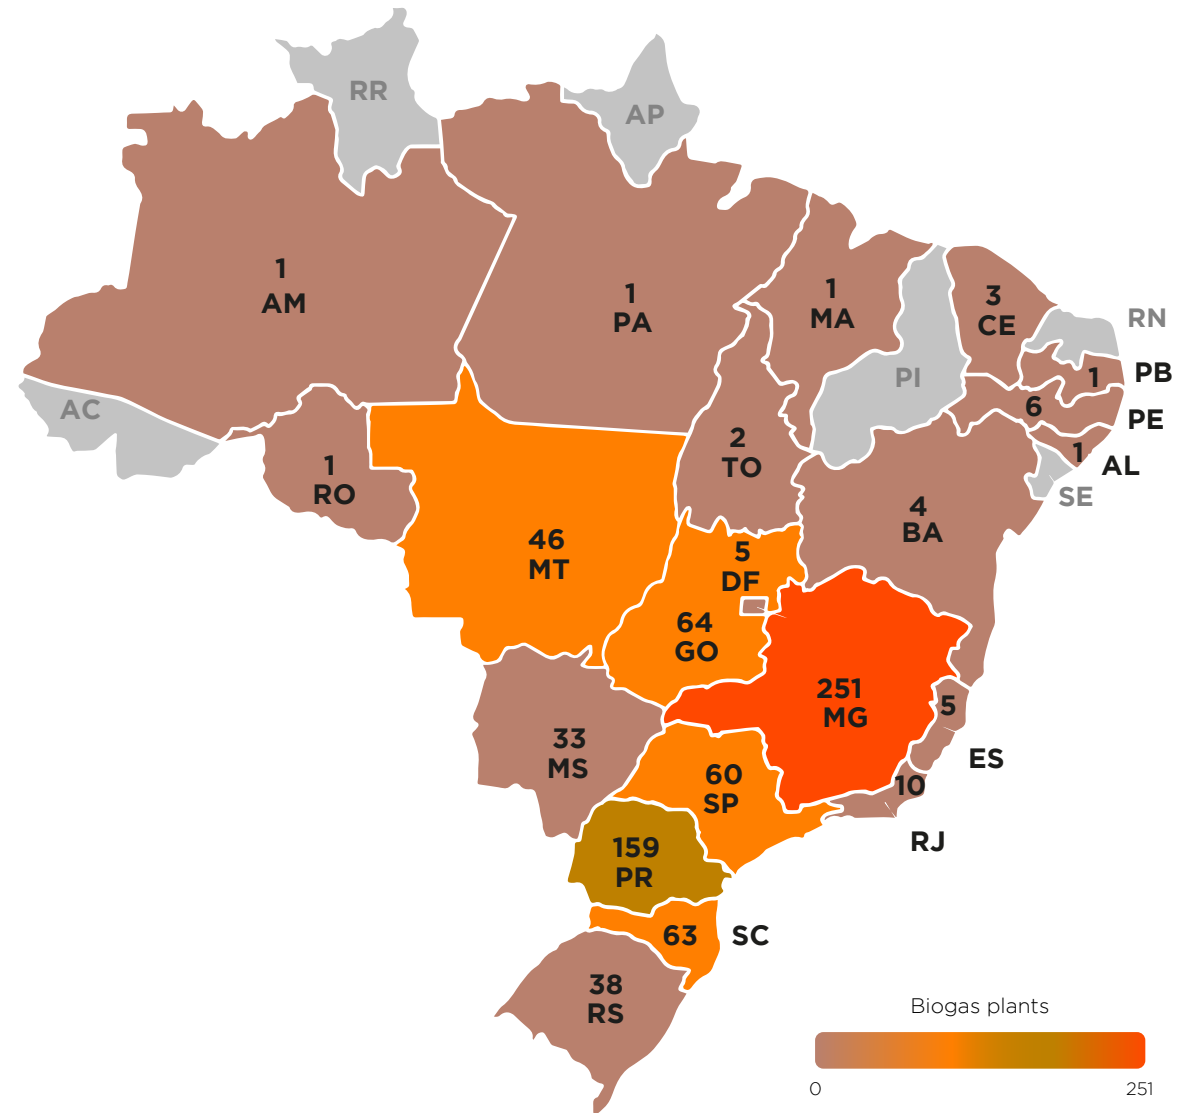 RR
AP
1
AM
1
PA
1
MA
3
CE
RN
PI
1
PB
AC
6
PE
2
TO
1
AL
1
RO
SE
4
BA
46
MT
5
DF
64
GO
251
MG
5
ES
33
MS
60
SP
10
RJ
159
PR
63
SC
38
RS
Biogas plants
0
251